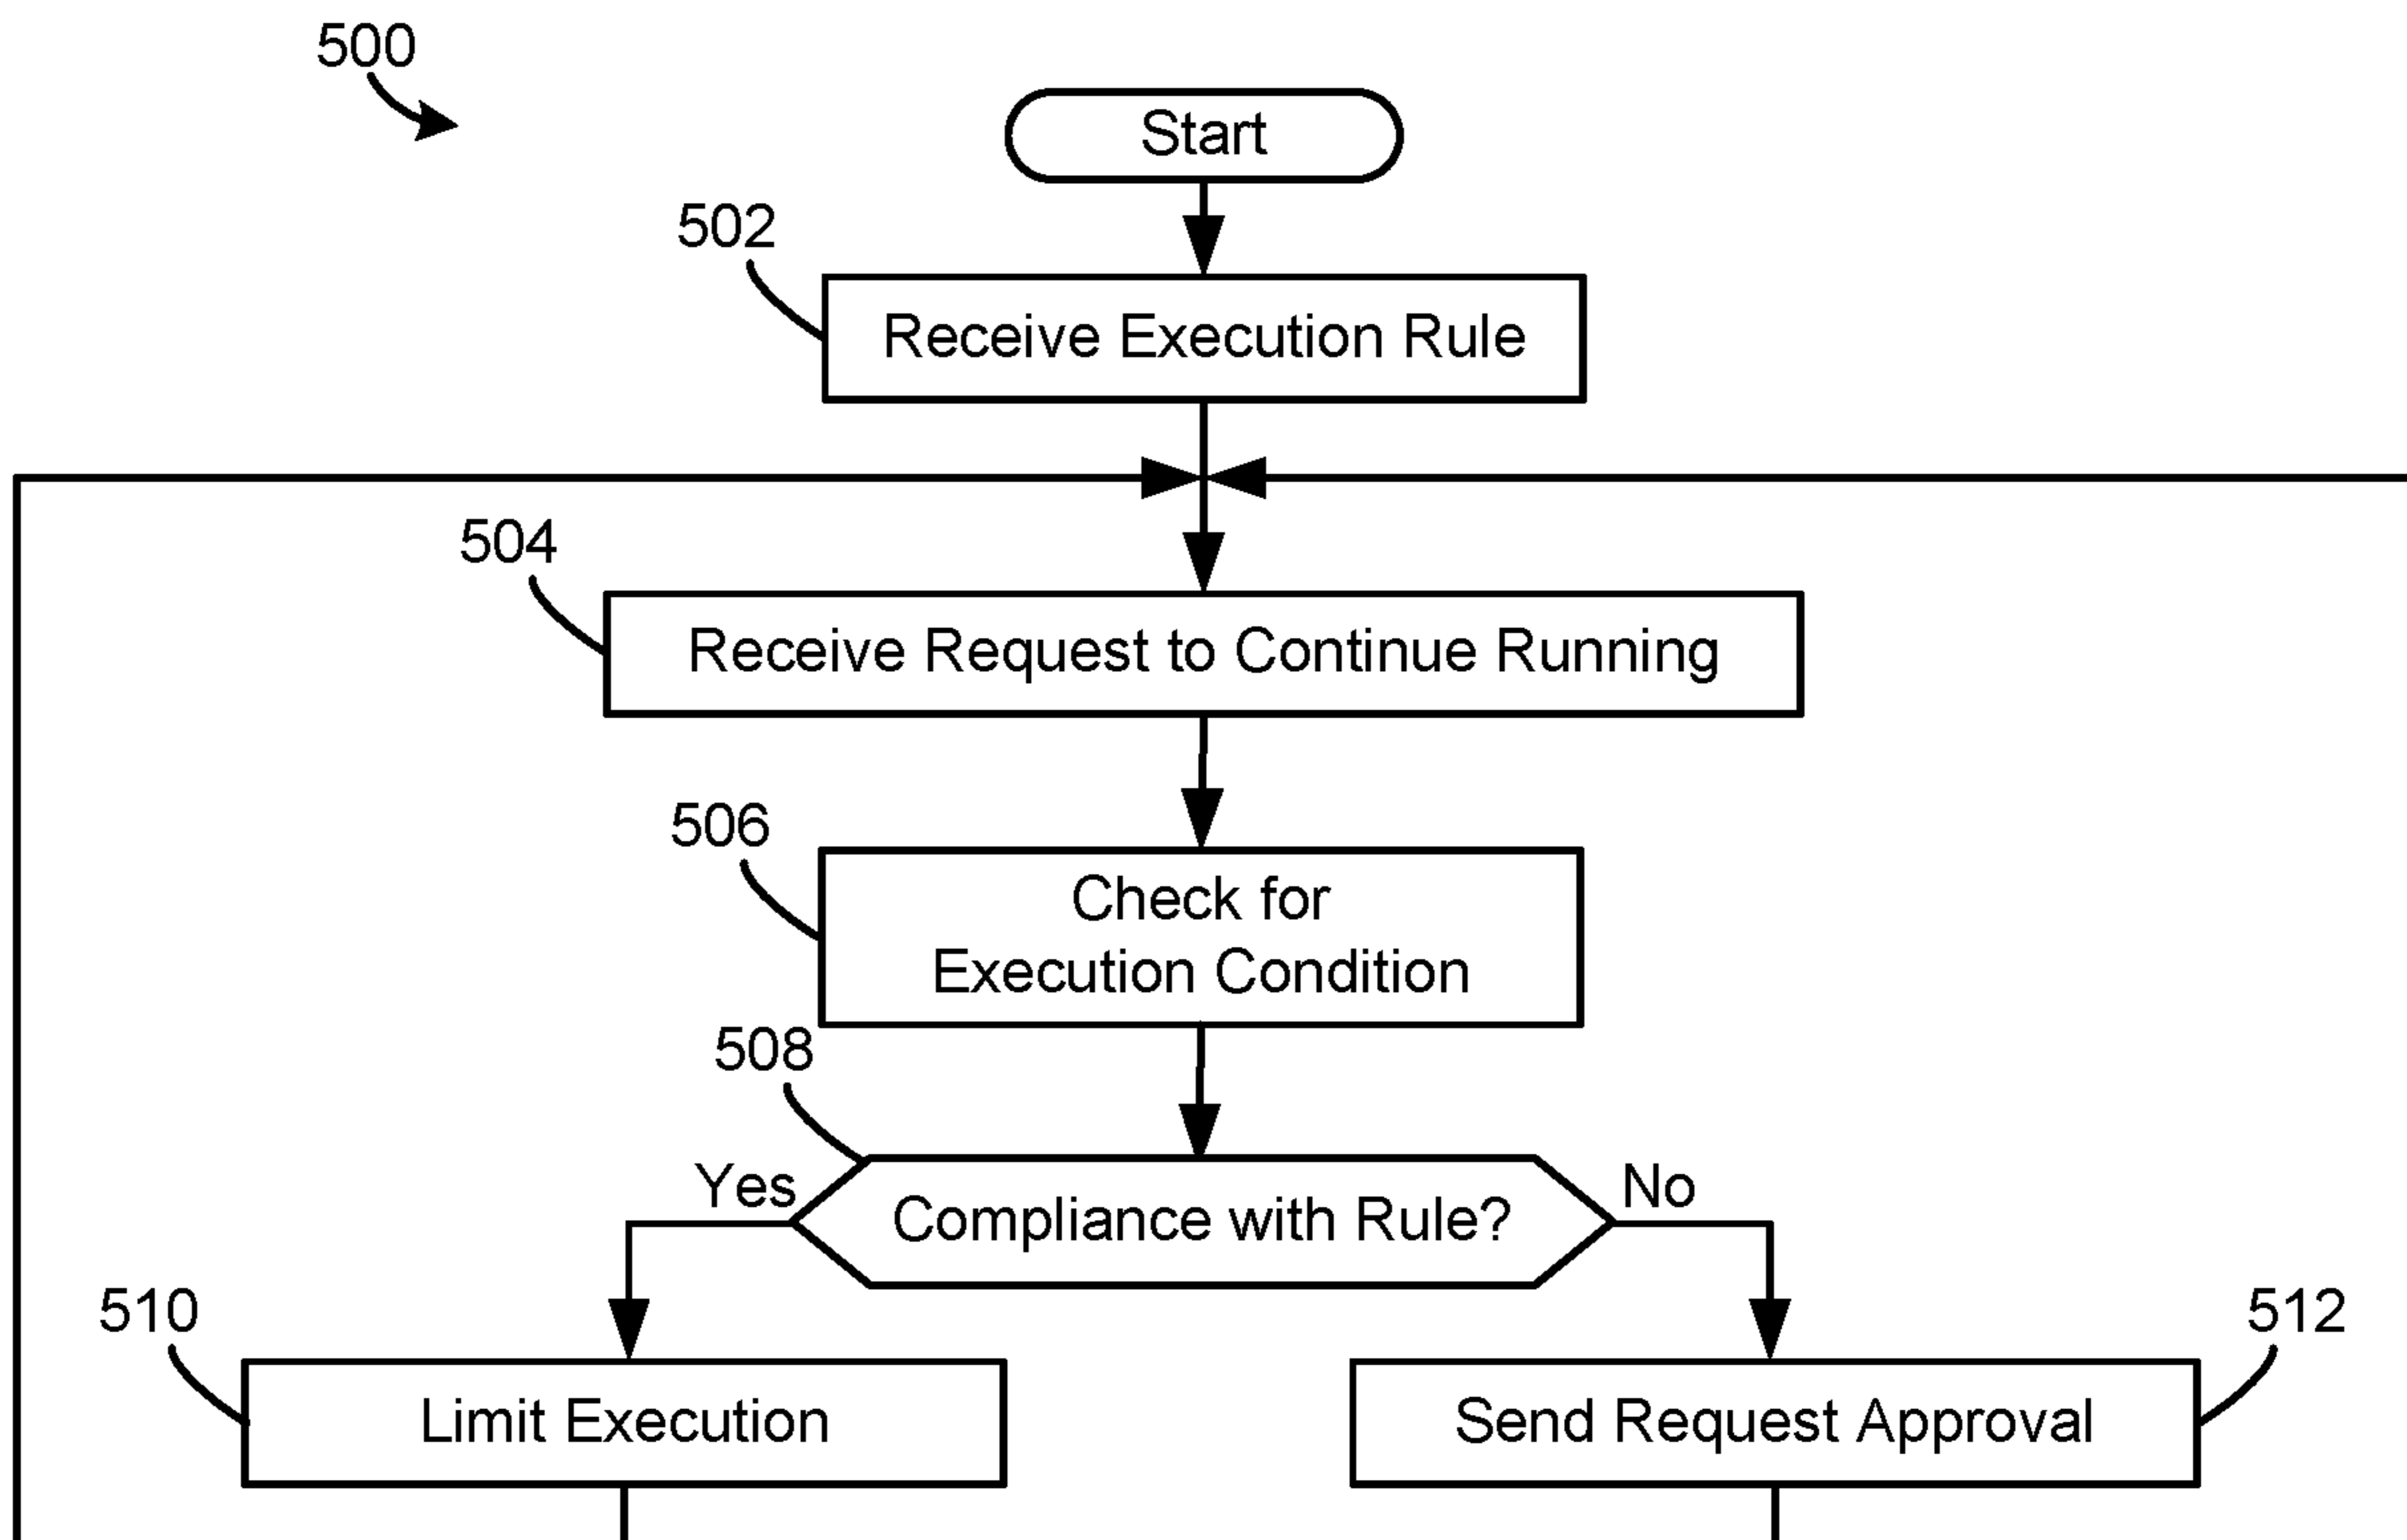 500
Start
502
Receive Execution Rule
504
Receive Request to Continue Running
506
Check for
Execution Condition
508
Yes
Compliance with Rule?
No
510
Limit Execution
512
Send Request Approval